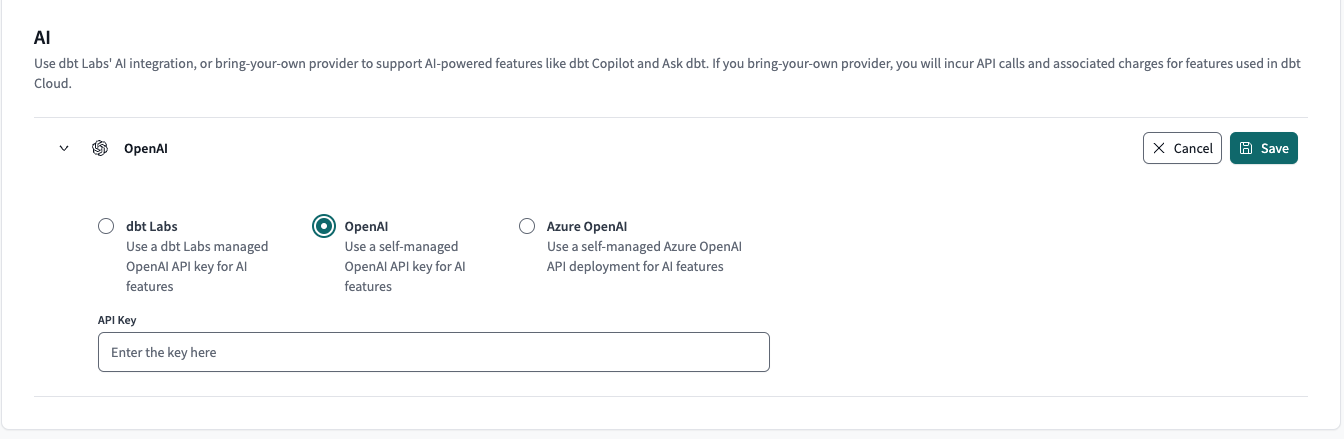 AI
Use dbt Labs' AI integration, or bring-your-own provider to support AI-powered features like dbt Copilot and Ask dbt. If you bring-your-own provider, you will incur API calls and associated charges for features used in dbt
Cloud.
OpenAI
Cancel
Save
dbt Labs
Use a dbt Labs managed
OpenAI API key for AI
features
OpenAI
Use a self-managed
OpenAI API key for AI
features
Azure OpenAI
Use a self-managed Azure OpenAI
API deployment for AI features
API Key
Enter the key here